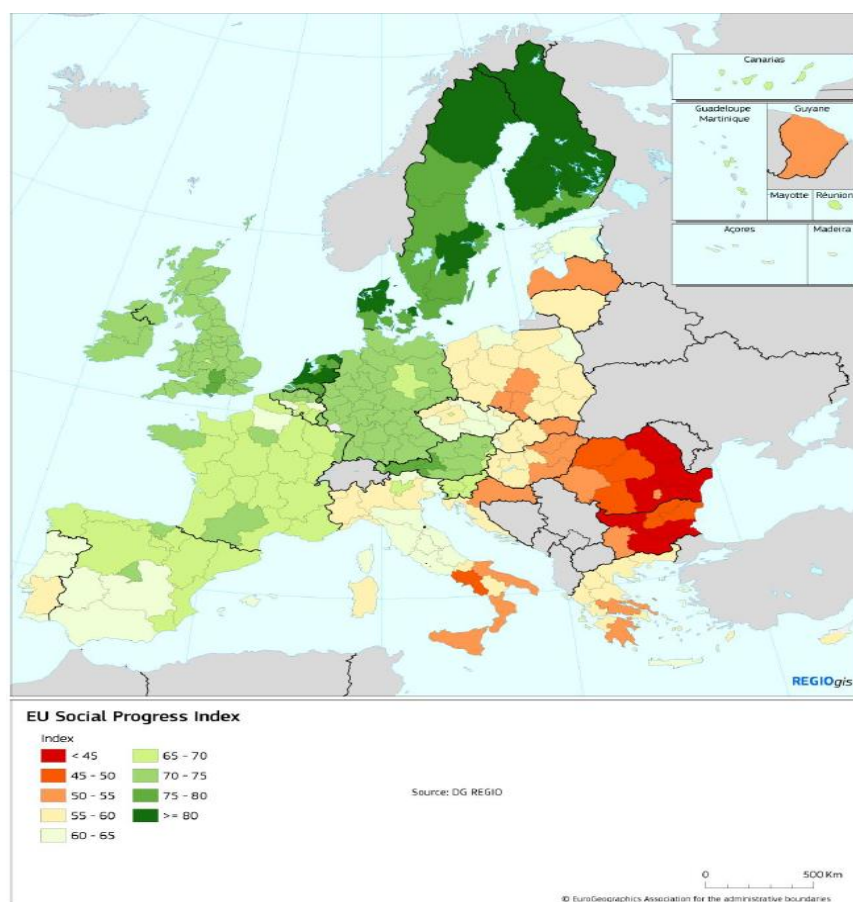 Canarias
Guadeloupe
Martinique
Guyane
Mayotte
Réunion
Açores
Madeira
REGIOgis
EU Social Progress Index
Index
< 45
45 - 50
50 - 55
55 - 60
60 - 65
65 - 70
70 - 75
75 - 80
>= 80
Source: DG REGIO
0 500 Km
© EuroGeographics Association for the administrative boundaries